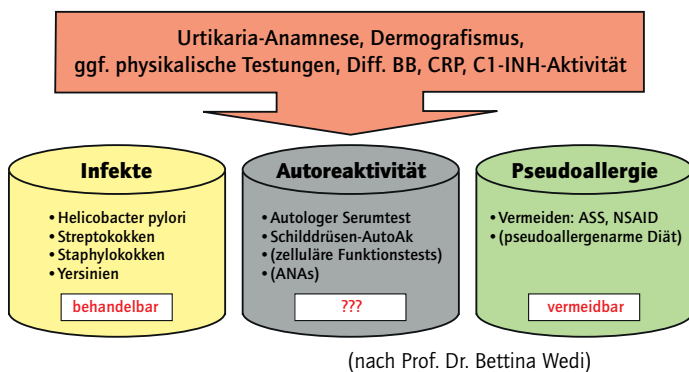 Urtikaria-Anamnese, Dermografismus,
ggf. physikalische Testungen, Diff. BB, CRP, C1-INH-Aktivität
Infekte
• Helicobacter pylori
• Streptokokken
• Staphylokokken
• Yersinien
behandelbar
Autoreaktivität
• Autologer Serumtest
• Schilddrüsen-AutoAk
• (zelluläre Funktionstests)
• (ANAs)
???
Pseudoallergie
• Vermeiden: ASS, NSAID
• (pseudoallergenarme Diät)
vermeidbar
(nach Prof. Dr. Bettina Wedi)